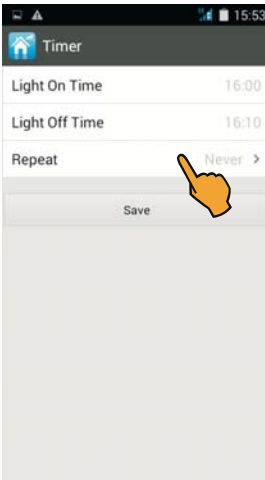 15:53
Timer
Light On Time 16:00
Light Off Time 16:10
Repeat Never >
Save